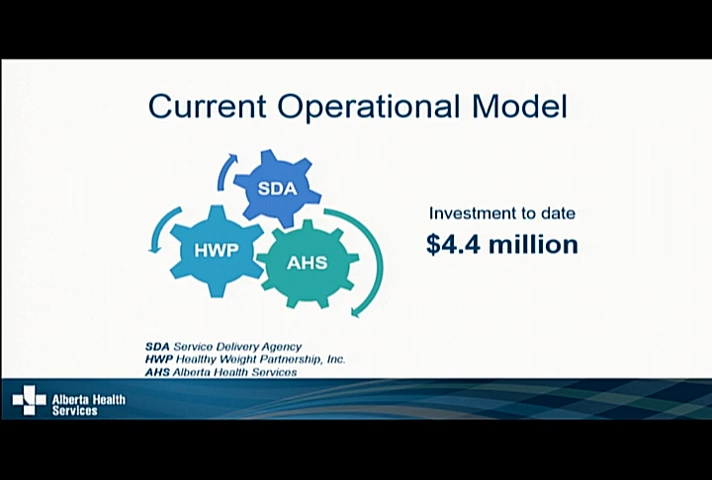 Current Operational Model
SDA
HWP
AHS
Investment to date
$4.4 million
SDA Service Delivery Agency
HWP Healthy Weight Partnership, Inc.
AHS Alberta Health Services
Alberta Health
Services